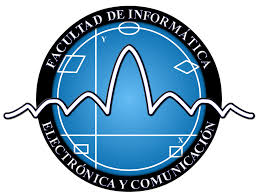 FACULTAD DE INFORMÁTICA
Y
X
ELECTRÓNICA Y COMUNICACIÓN